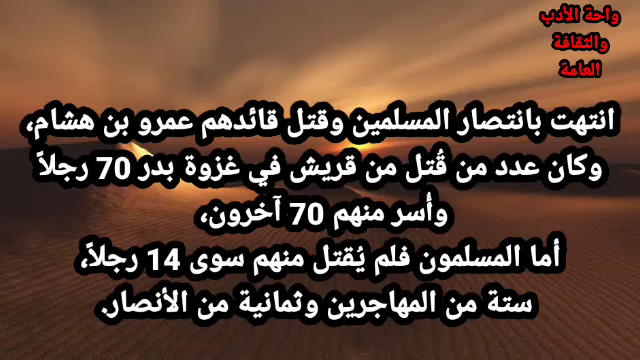 واحة الأدب
والثقافة
العامة
انتهت بانتصار المسلمين وقتل قائدهم عمرو بن هشام،
وكان عدد من قُتل من قريش في غزوة بدر 70 رجلاً
وأُسر منهم 70 آخرون،
أما المسلمون فلم يُقتل منهم سوى 14 رجلاً،
ستة من المهاجرين وثمانية من الأنصار.